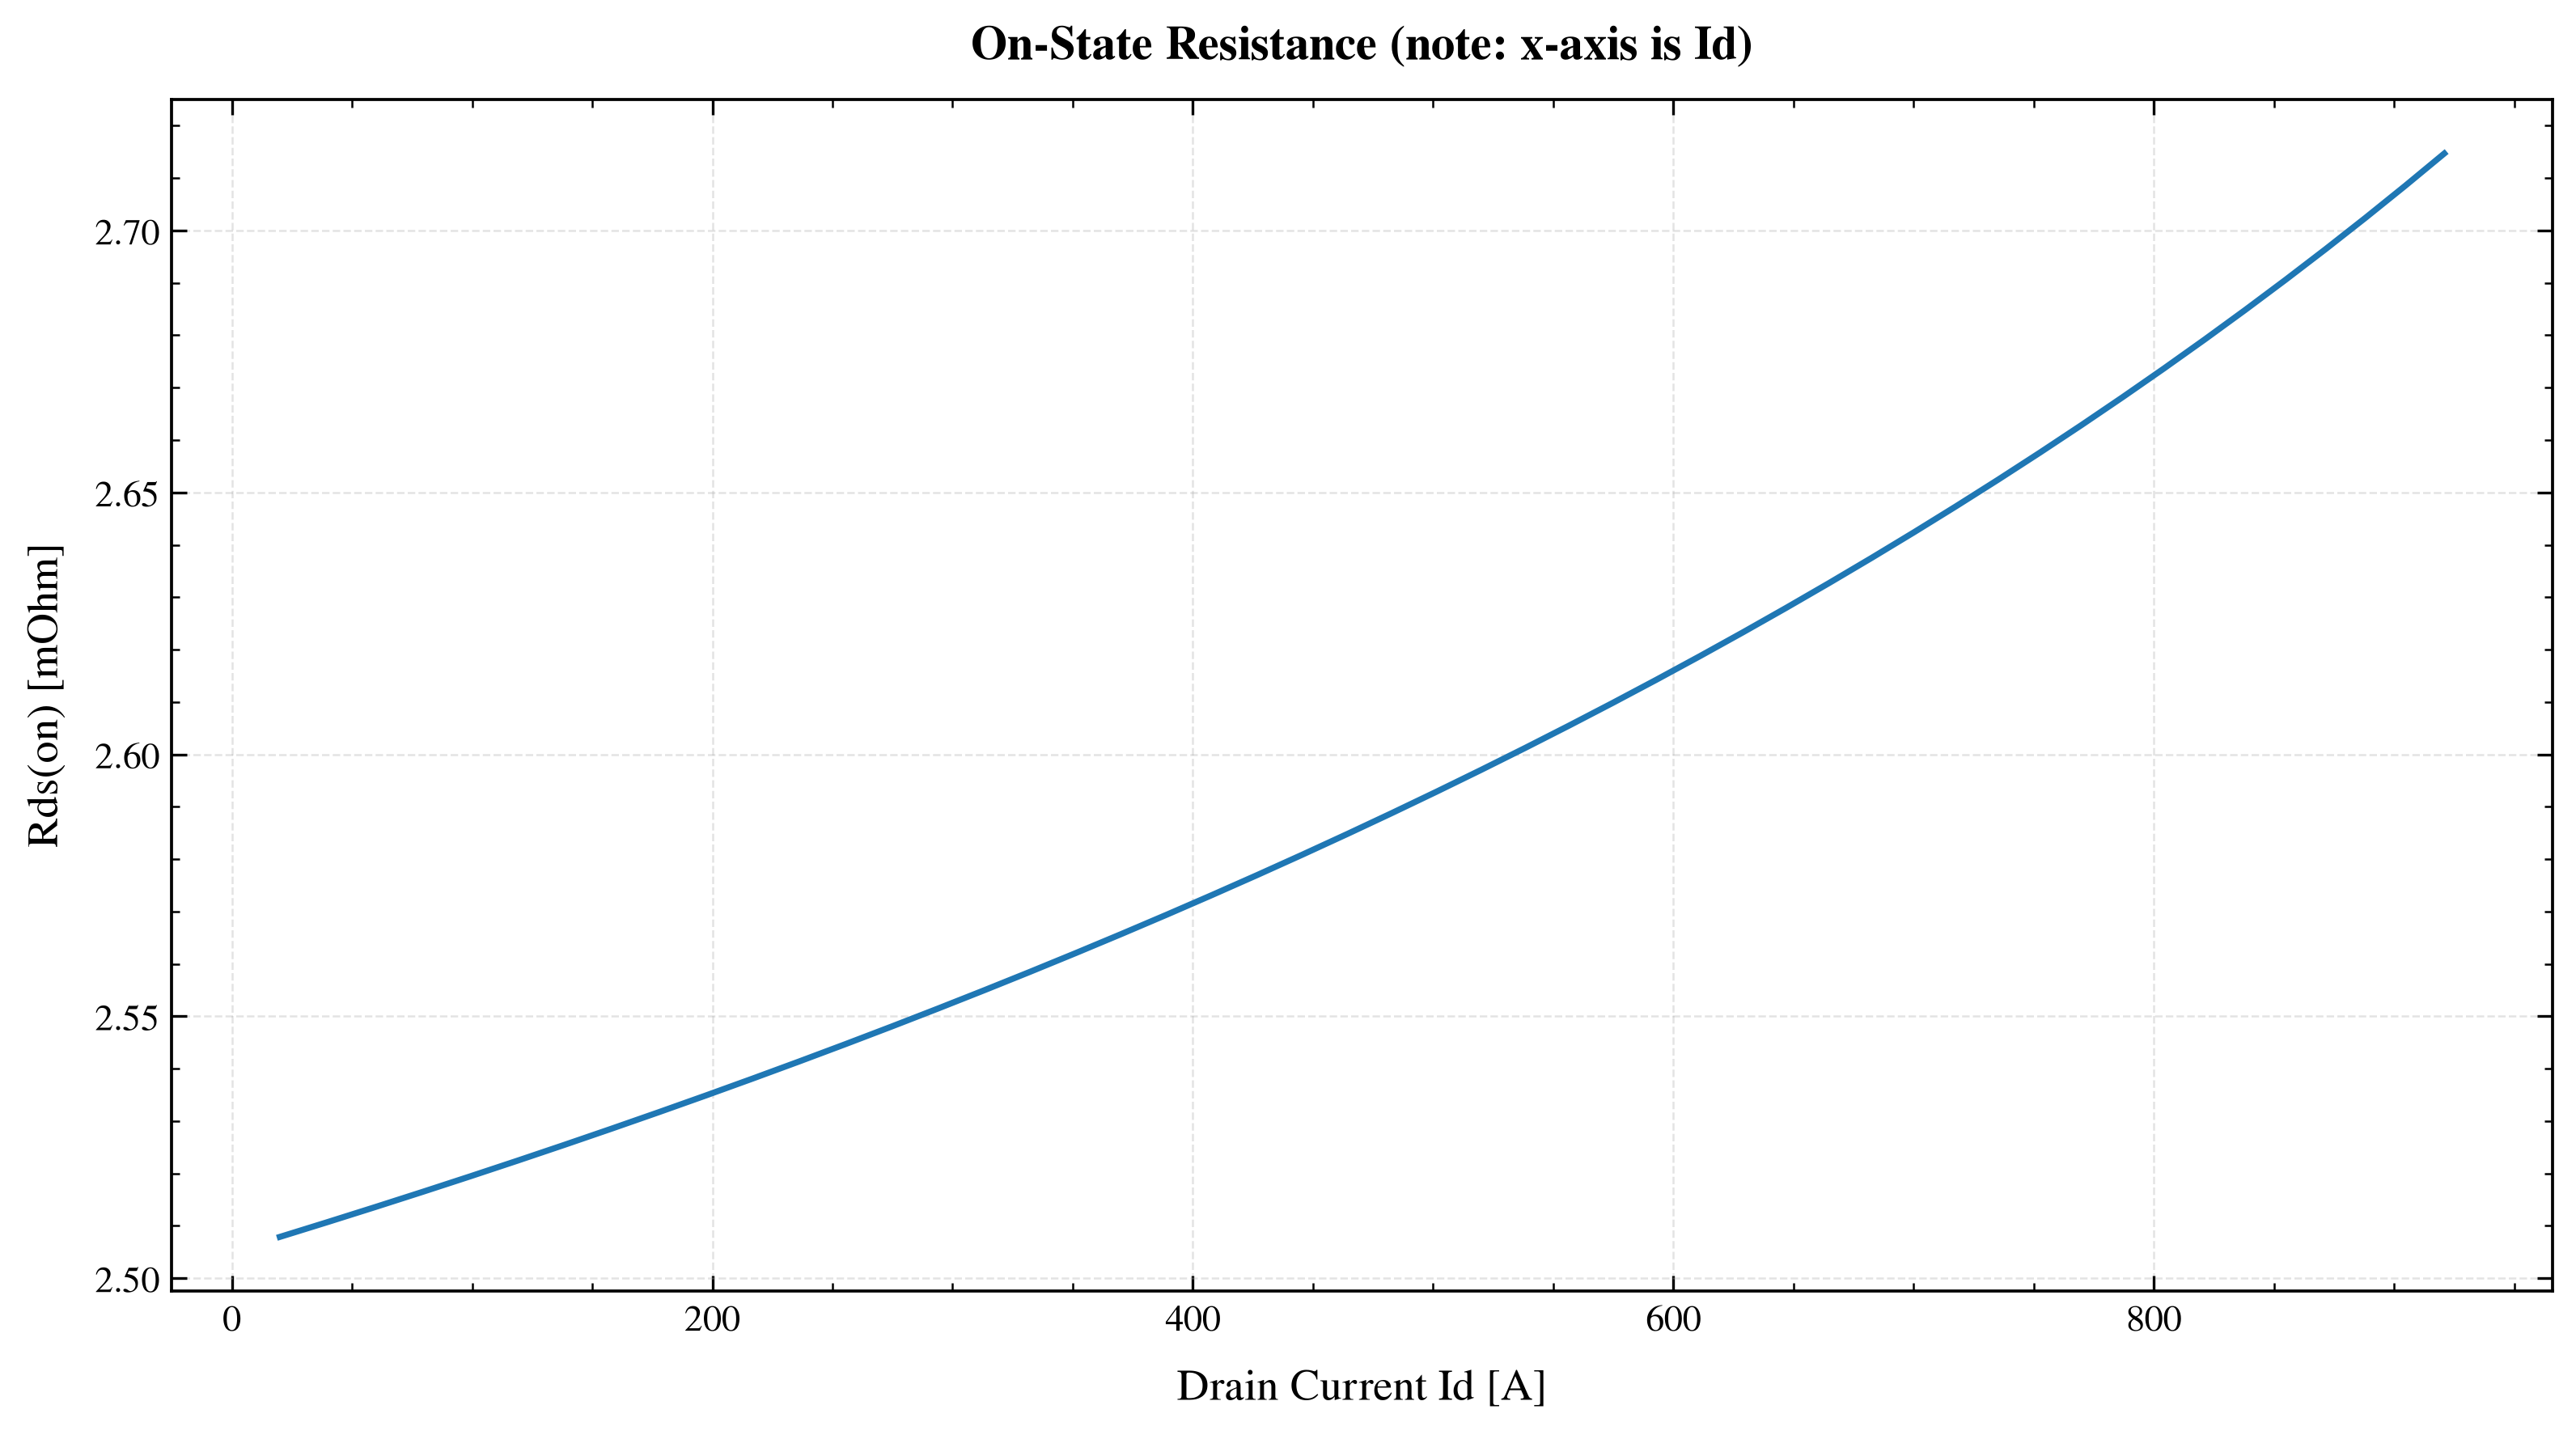 On-State Resistance (note: x-axis is Id)
Rds(on) [mOhm]
2.70
2.65
2.60
2.55
2.50
0 200 400 600 800
Drain Current Id [A]